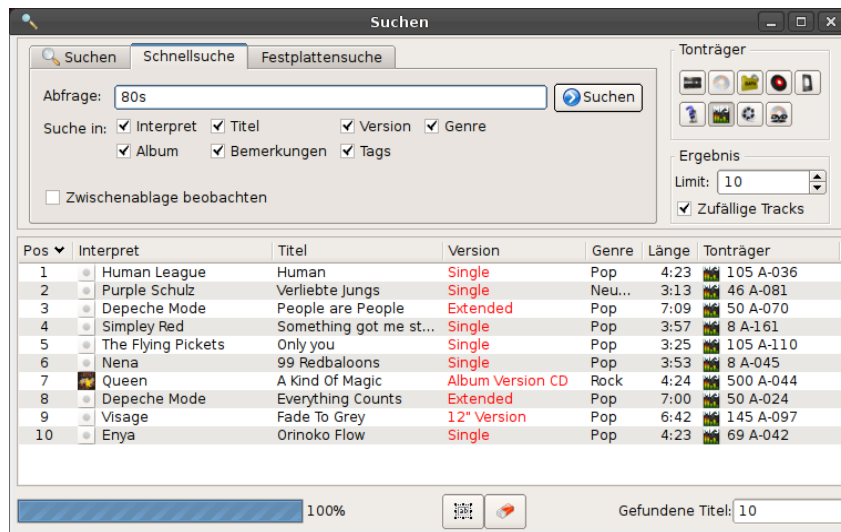 Suchen
Suchen Schnellsuche Festplattensuche
Tonträger
Abfrage: 80s Suchen
Suche in: Interpret Titel Version Genre
Album Bemerkungen Tags
Zwischenablage beobachten
Ergebnis
Limit: 10
Zufällige Tracks
Pos Interpret Titel Version Genre Länge Tonträger
1 Human League Human Single Pop 4:23 105 A-036
2 Purple Schulz Verliebte Jungs Single Neu... 3:13 46 A-081
3 Depeche Mode People are People Extended Pop 7:09 50 A-070
4 Simpley Red Something got me st... Single Pop 3:57 8 A-161
5 The Flying Pickets Only you Single Pop 3:25 105 A-110
6 Nena 99 Redbaloons Single Pop 3:53 8 A-045
7 Queen A Kind Of Magic Album Version CD Rock 4:24 500 A-044
8 Depeche Mode Everything Counts Extended Pop 7:00 50 A-024
9 Visage Fade To Grey 12" Version Pop 6:42 145 A-097
10 Enya Orinoko Flow Single Pop 4:23 69 A-042
100% Gefundene Titel: 10